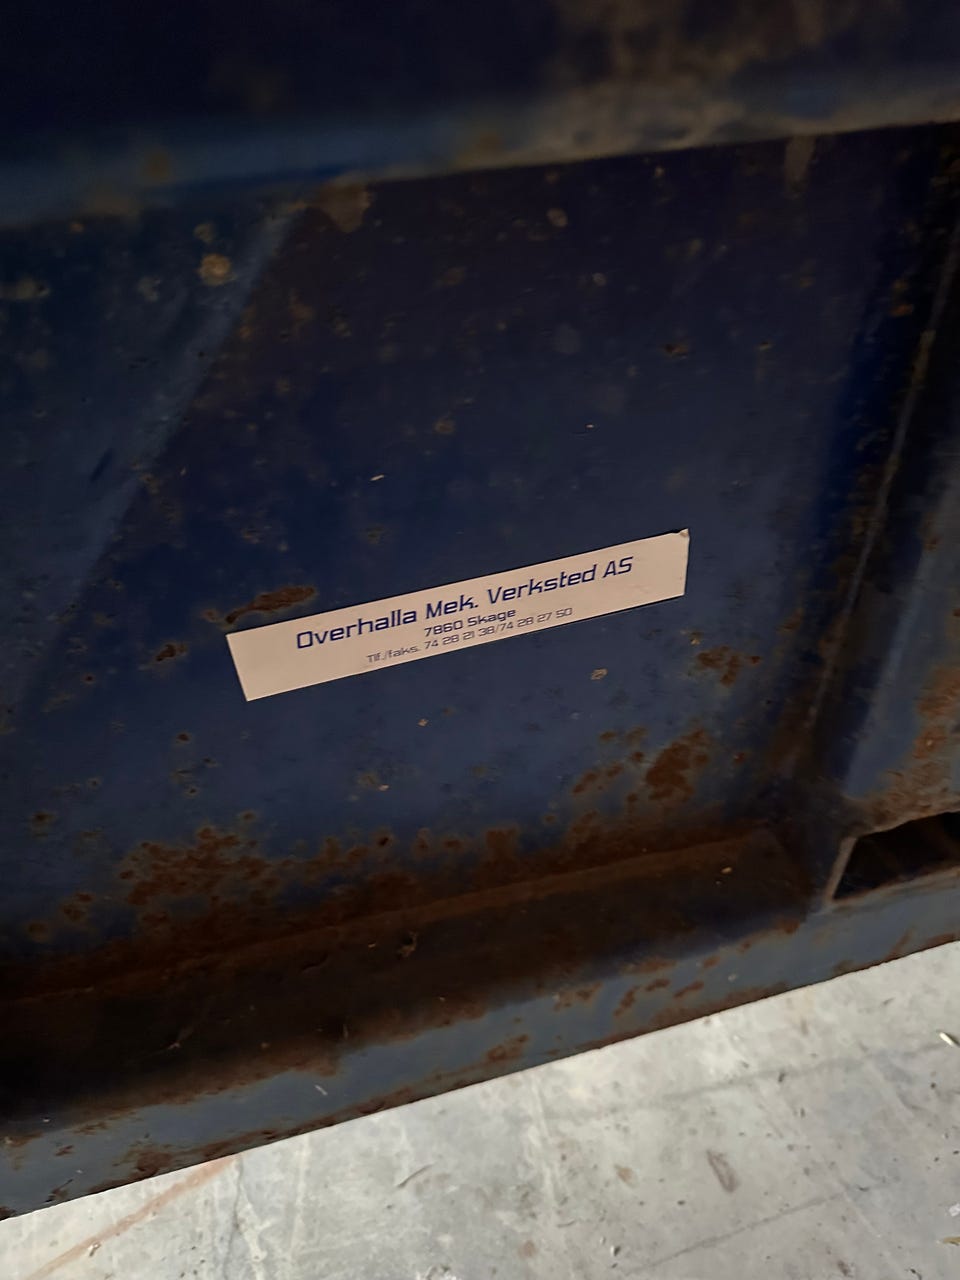 Overhalla Mek. Verksted AS
7860 Skage
Tlf./faks. 74 28 21 38/74 28 27 50